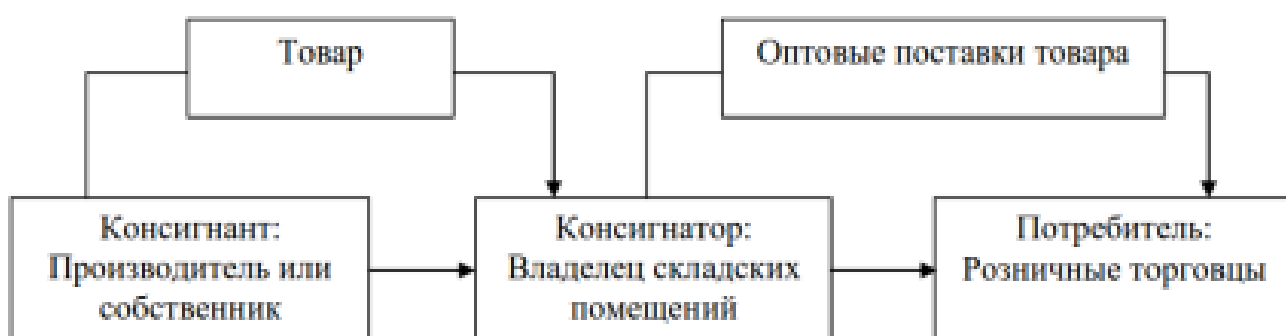 Товар
Оптовые поставки товара
Консигнант:
Производитель или
собственник
Консигнатор:
Владелец складских
помещений
Потребитель:
Розничные торговцы